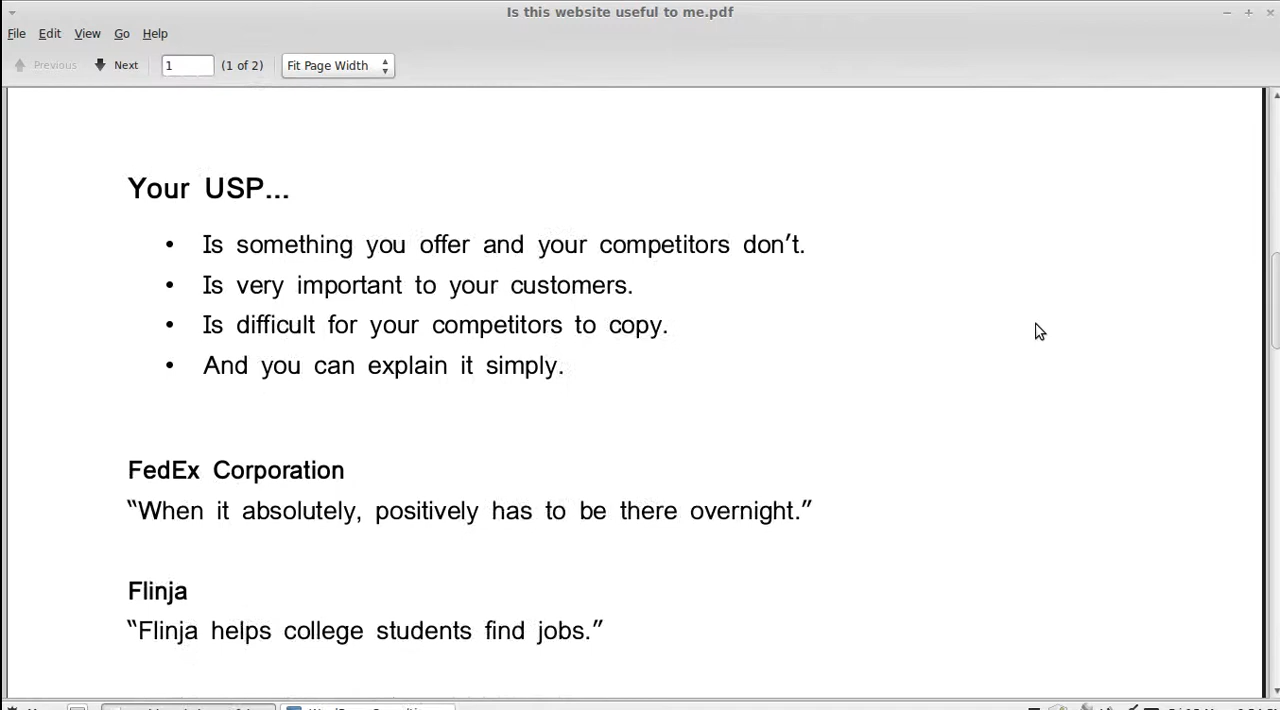 Is this website useful to me.pdf
File Edit View Go Help
Previous Next 1 (1 of 2) Fit Page Width
Your USP...
• Is something you offer and your competitors don't.
• Is very important to your customers.
• Is difficult for your competitors to copy.
• And you can explain it simply.
FedEx Corporation
"When it absolutely, positively has to be there overnight."
Flinja
"Flinja helps college students find jobs."